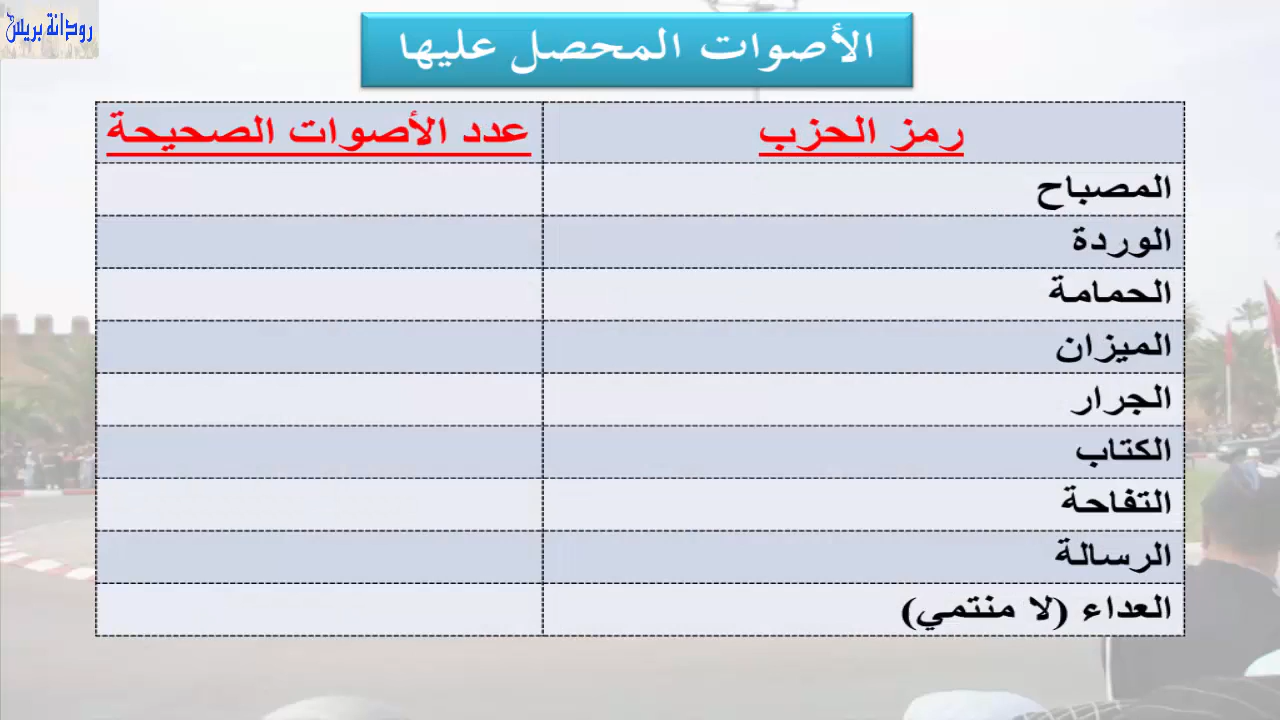 رودانة بريس
الأصوات المحصل عليها
رمز الحزب
عدد الأصوات الصحيحة
المصباح
الوردة
الحمامة
الميزان
الجرار
الكتاب
التفاحة
الرسالة
العداء (لا منتمي)